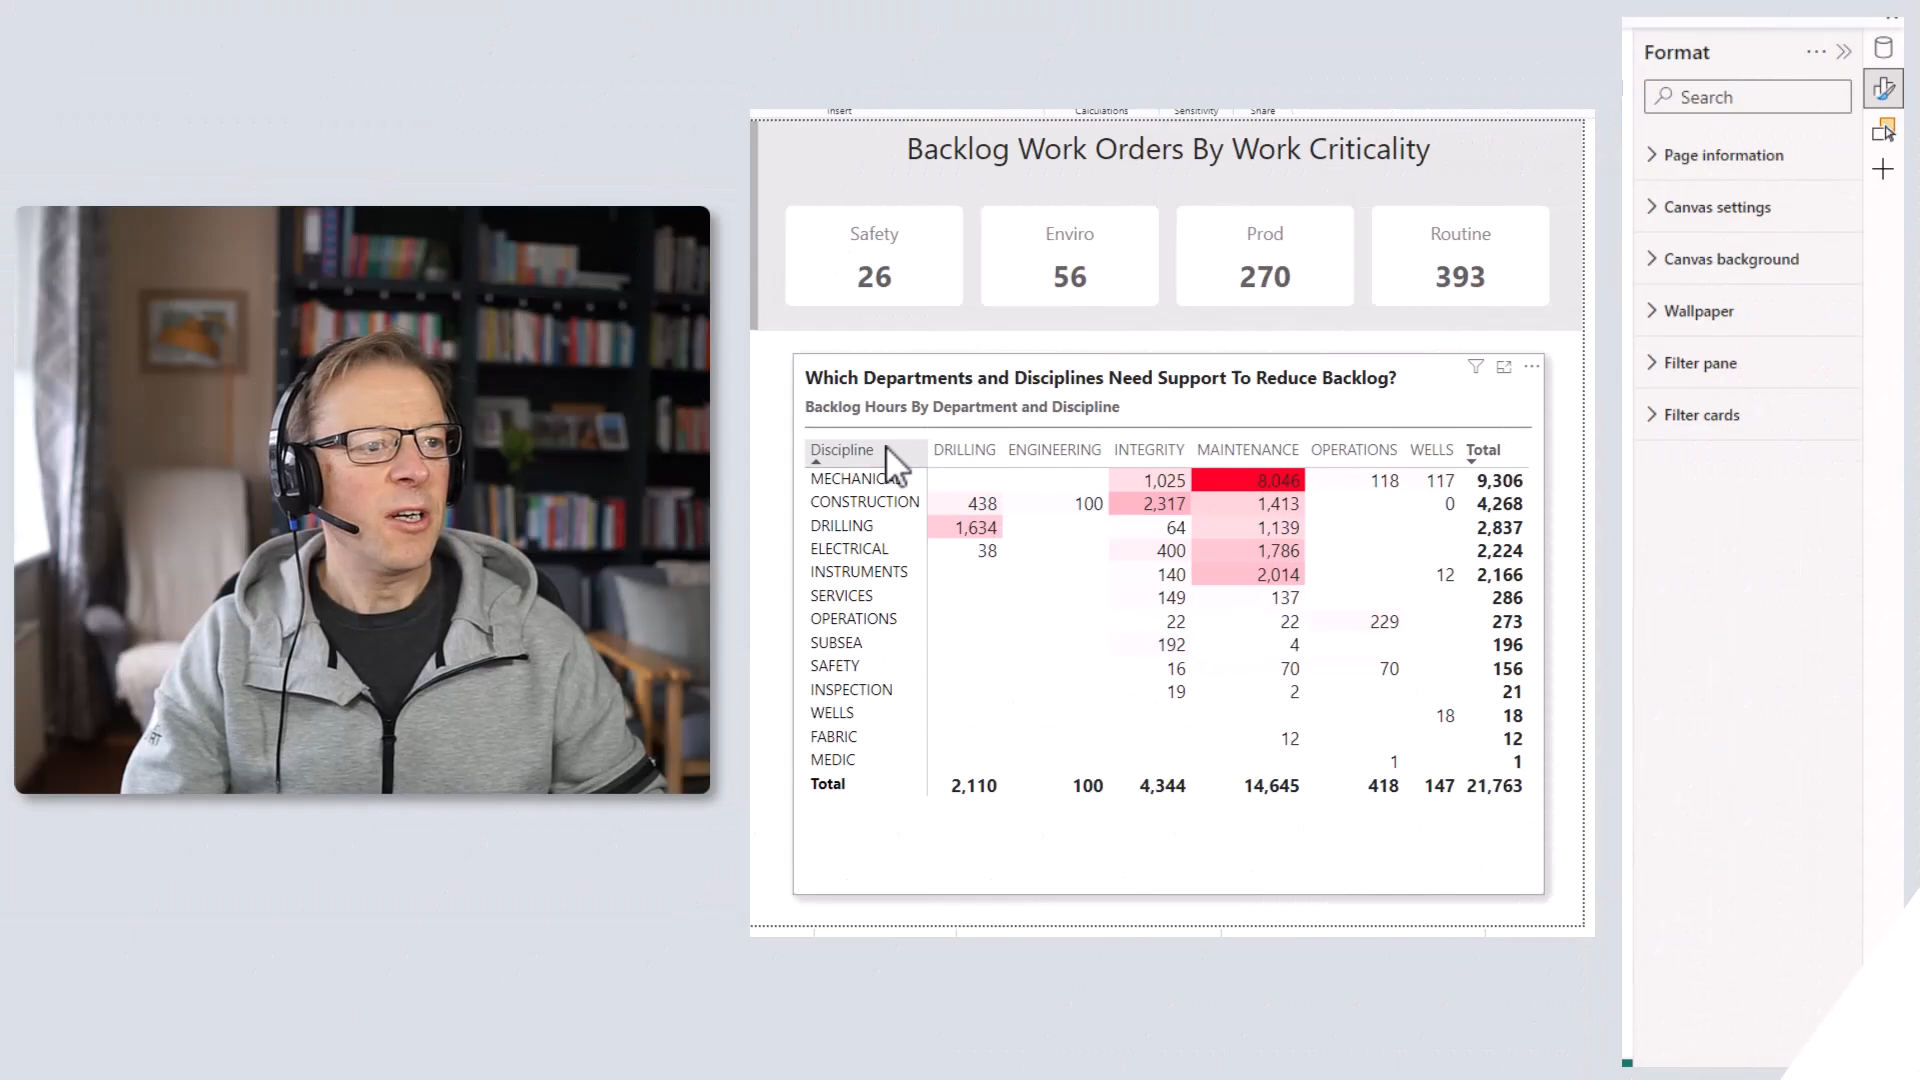 Insert Calculations Sensitivity Share
Backlog Work Orders By Work Criticality
Safety Enviro Prod Routine
26 56 270 393
Which Departments and Disciplines Need Support To Reduce Backlog?
Backlog Hours By Department and Discipline
Discipline DRILLING ENGINEERING INTEGRITY MAINTENANCE OPERATIONS WELLS Total
1,025 8,046 118 117 9,306
CONSTRUCTION 438 100 2,317 1,413 0 4,268
DRILLING 1,634 64 1,139 2,837
ELECTRICAL 38 400 1,786 2,224
INSTRUMENTS 140 2,014 12 2,166
SERVICES 149 137 286
OPERATIONS 22 22 229 273
SUBSEA 192 4 196
SAFETY 16 70 70 156
INSPECTION 19 2 21
WELLS 18 18
FABRIC 12 12
MEDIC 1 1
Total 2,110 100 4,344 14,645 418 147 21,763
Format
Search
Page information
Canvas settings
Canvas background
Wallpaper
Filter pane
Filter cards